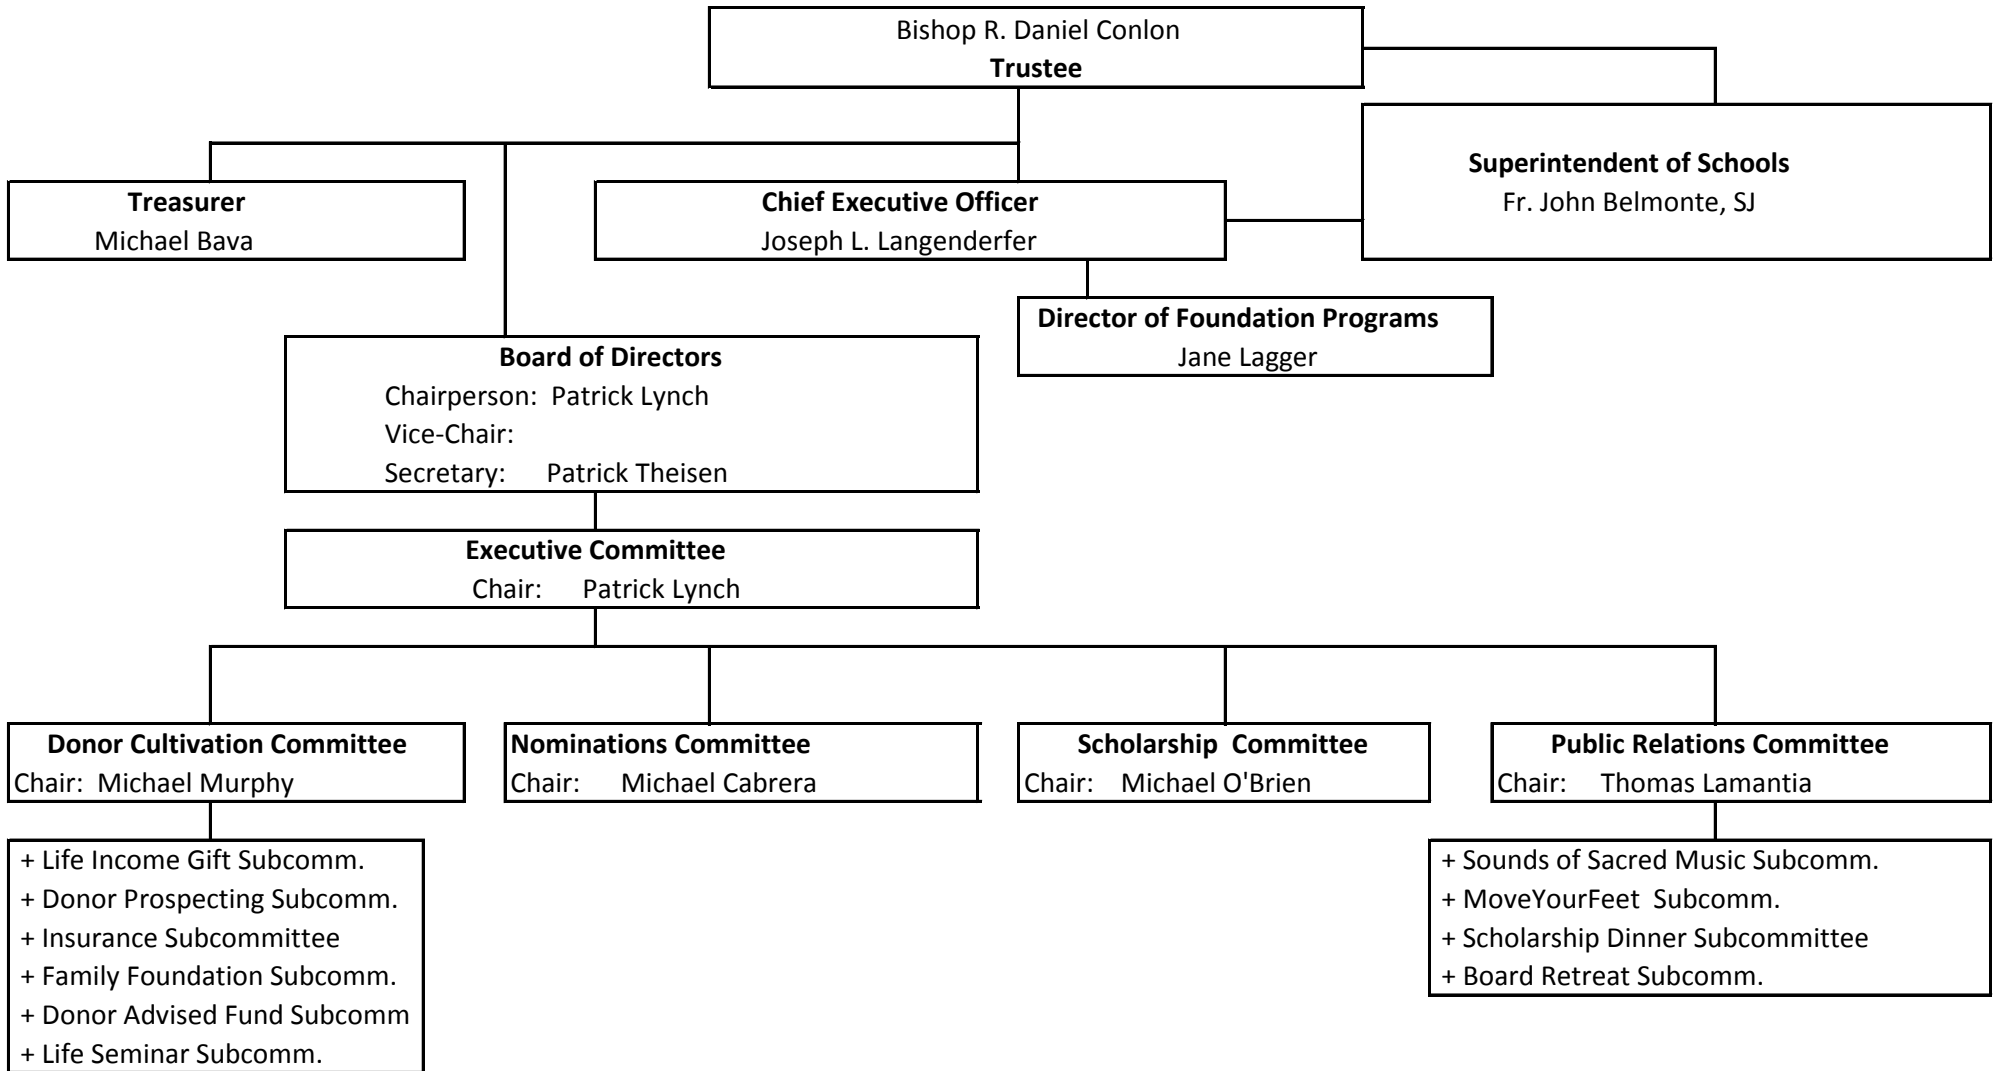 Bishop R. Daniel Conlon
Trustee
Superintendent of Schools
Fr. John Belmonte, SJ
Treasurer
Michael Bava
Chief Executive Officer
Joseph L. Langenderfer
Director of Foundation Programs
Jane Lagger
Board of Directors
Chairperson: Patrick Lynch
Vice-Chair:
Secretary: Patrick Theisen
Executive Committee
Chair: Patrick Lynch
Donor Cultivation Committee
Chair: Michael Murphy
Nominations Committee
Chair: Michael Cabrera
Scholarship Committee
Chair: Michael O'Brien
Public Relations Committee
Chair: Thomas Lamantia
+ Life Income Gift Subcomm.
+ Donor Prospecting Subcomm.
+ Insurance Subcommittee
+ Family Foundation Subcomm.
+ Donor Advised Fund Subcomm
+ Life Seminar Subcomm.
+ Sounds of Sacred Music Subcomm.
+ MoveYourFeet Subcomm.
+ Scholarship Dinner Subcommittee
+ Board Retreat Subcomm.